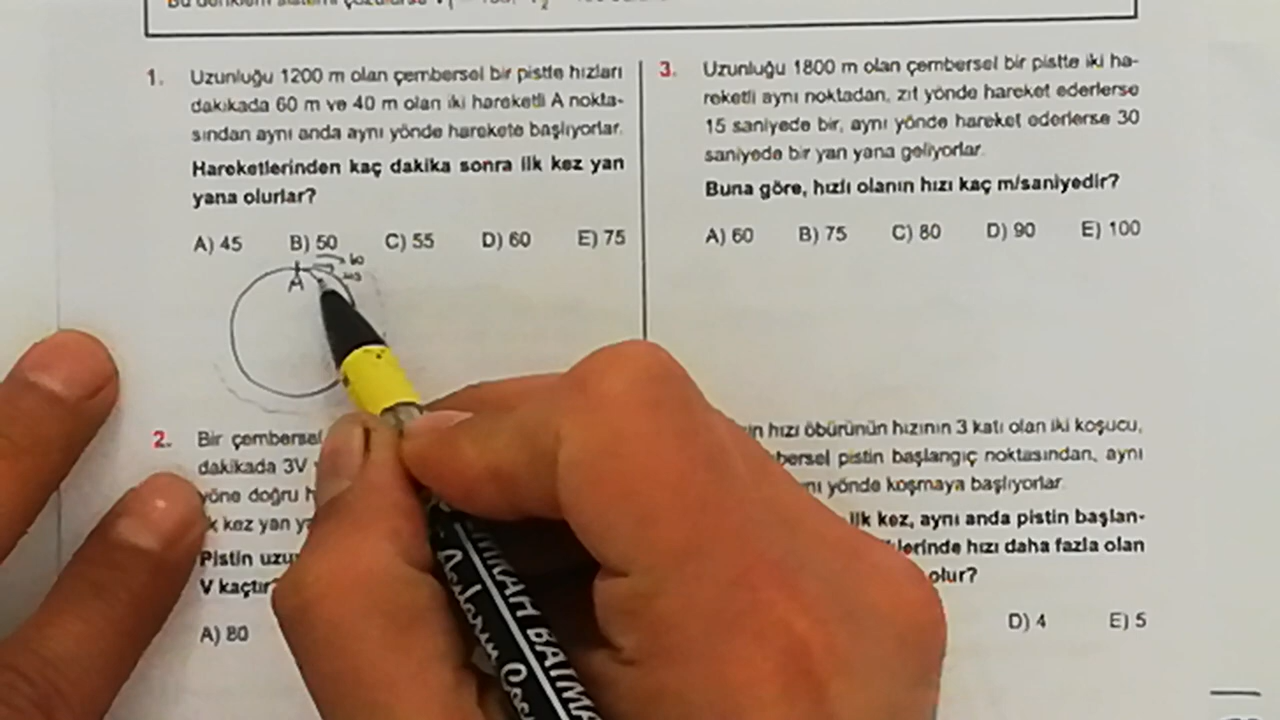 1. Uzunluğu 1200 m olan çembersel bir pistte hızları
dakikada 60 m ve 40 m olan iki hareketli A nokta-
sından aynı anda aynı yönde harekete başlıyorlar.
Hareketlerinden kaç dakika sonra ilk kez yan
yana olurlar?
A) 45 B) 50 C) 55 D) 60 E) 75
A
60
40
2. Bir çembersel
dakikada 3V
yöne doğru
kez yan
Pistin
V kaçtır
A) 80
3. Uzunluğu 1800 m olan çembersel bir pistte iki ha-
reketli aynı noktadan, zıt yönde hareket ederlerse
15 saniyede bir, aynı yönde hareket ederlerse 30
saniyede bir yan yana geliyorlar.
Buna göre, hızlı olanın hızı kaç m/saniyedir?
A) 60 B) 75 C) 80 D) 90 E) 100
hızı öbürünün hızının 3 katı olan iki koşucu,
pistin başlangıç noktasından, aynı
yönde koşmaya başlıyorlar.
ilk kez, aynı anda pistin başlan-
hızı daha fazla olan
olur?
D) 4 E) 5